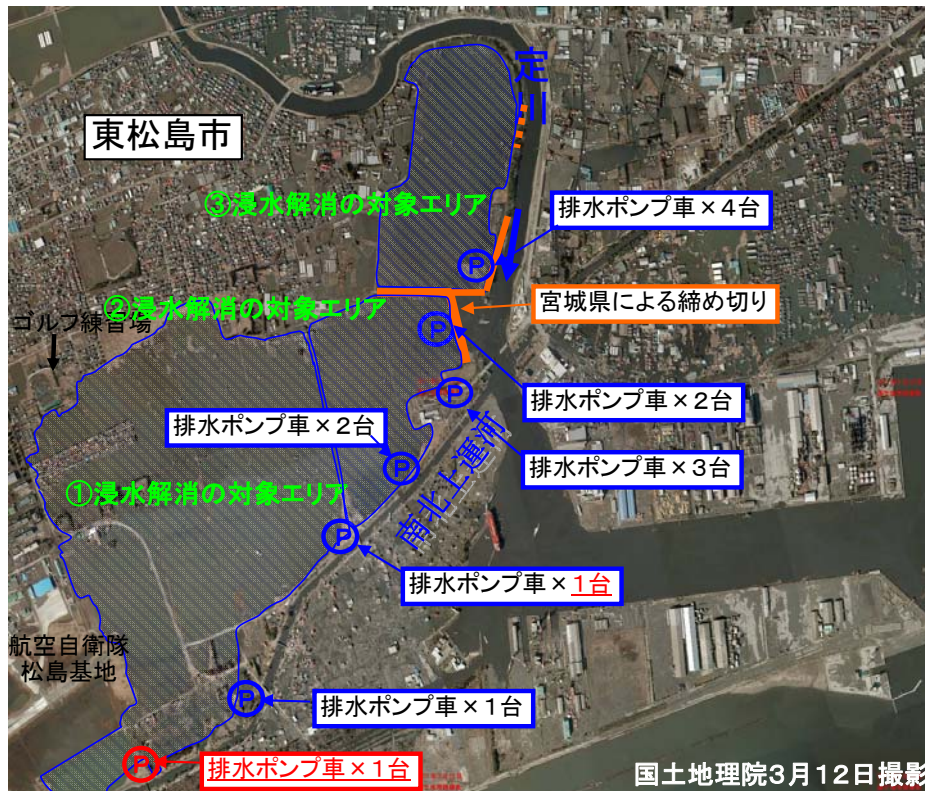 定川
東松島市
③浸水解消の対象エリア
排水ポンプ車×4台
宮城県による締め切り
②浸水解消の対象エリア
ゴルフ練習場
排水ポンプ車×2台
排水ポンプ車×2台
排水ポンプ車×3台
①浸水解消の対象エリア
南北上運河
排水ポンプ車×1台
航空自衛隊
松島基地
排水ポンプ車×1台
排水ポンプ車×1台
国土地理院3月12日撮影
P
P
P
P
P
P
P